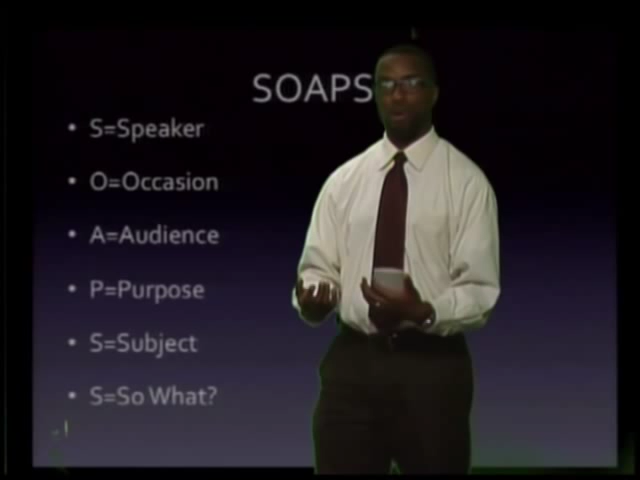 SOAPS
• S=Speaker
• O=Occasion
• A=Audience
• P=Purpose
• S=Subject
• S=So What?